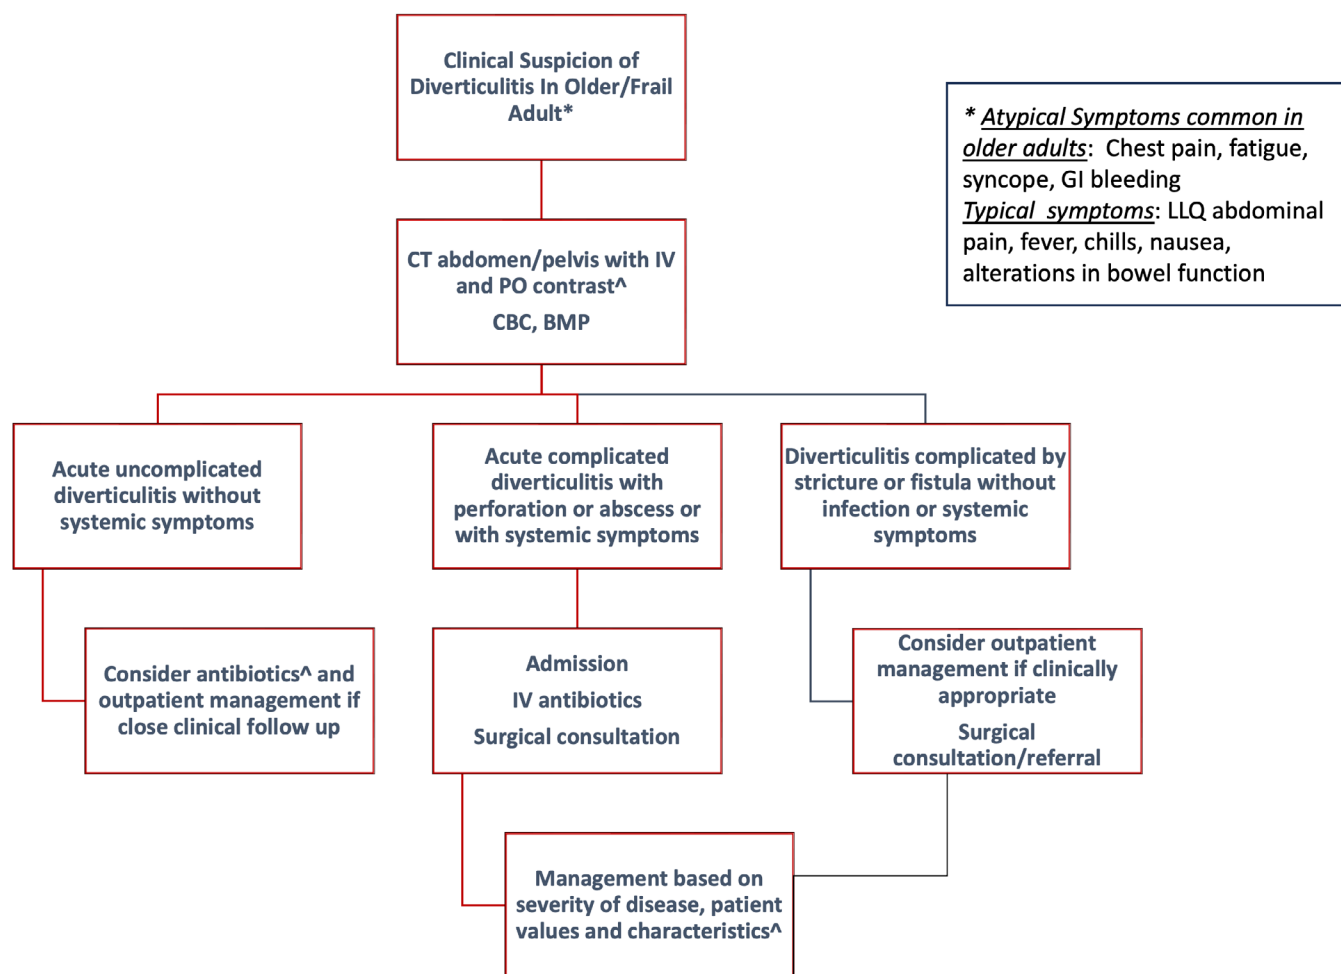 Clinical Suspicion of
Diverticulitis In Older/Frail
Adult*
* Atypical Symptoms common in
older adults: Chest pain, fatigue,
syncope, GI bleeding
Typical symptoms: LLQ abdominal
pain, fever, chills, nausea,
alterations in bowel function
CT abdomen/pelvis with IV
and PO contrast^
CBC, BMP
Acute uncomplicated
diverticulitis without
systemic symptoms
Acute complicated
diverticulitis with
perforation or abscess or
with systemic symptoms
Diverticulitis complicated by
stricture or fistula without
infection or systemic
symptoms
Consider antibiotics^ and
outpatient management if
close clinical follow up
Admission
IV antibiotics
Surgical consultation
Consider outpatient
management if clinically
appropriate
Surgical
consultation/referral
Management based on
severity of disease, patient
values and characteristics^